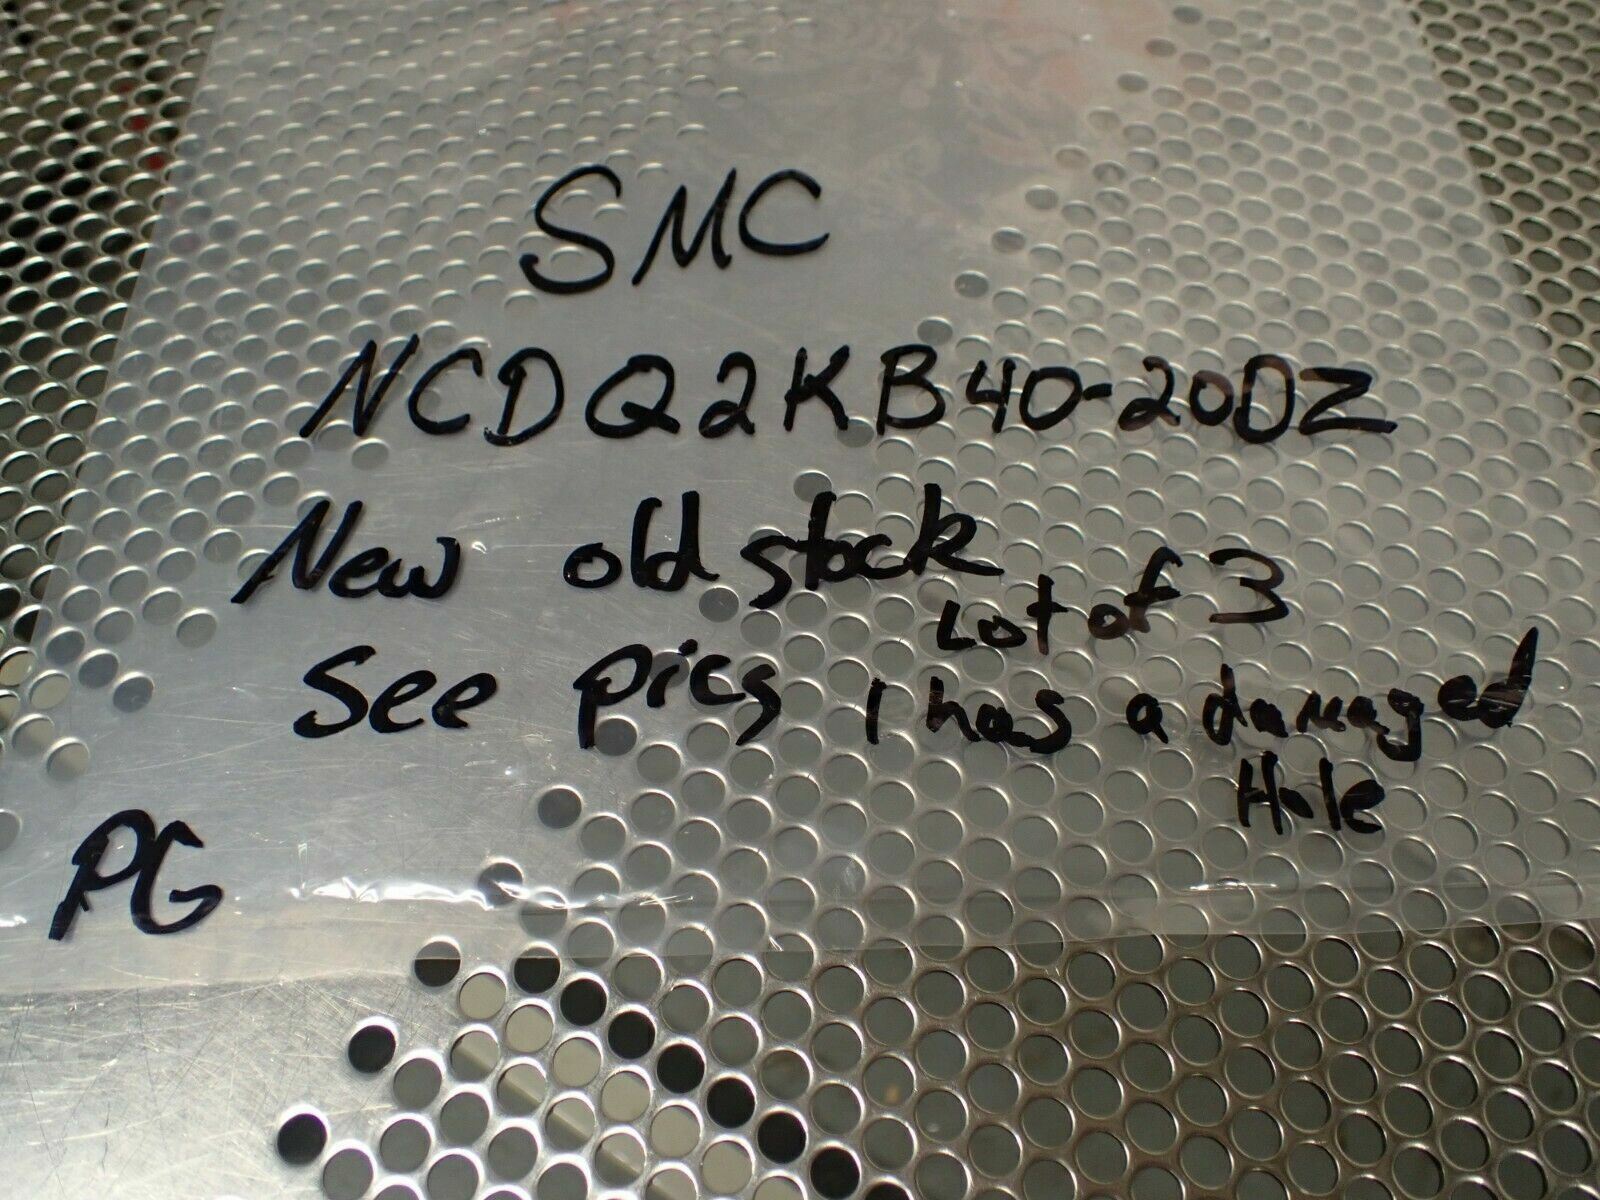 SMC
NCDQ2KB40-20DZ
New old stock
Lot of 3
See pics 1 has a damaged
Hole
PG